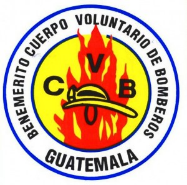 BENEMERITO CUERPO VOLUNTARIO DE BOMBEROS
C V B
GUATEMALA